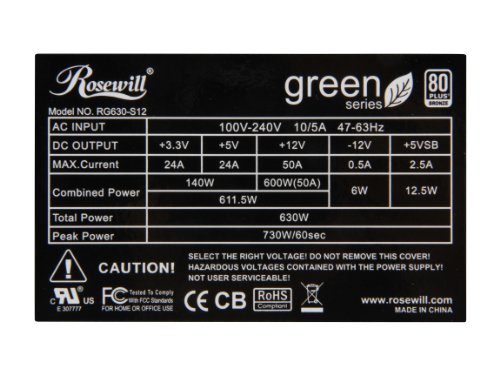 Rosewill®
green
series
80
PLUS®
BRONZE
Model NO. RG630-S12
AC INPUT 100V-240V 10/5A 47-63Hz
DC OUTPUT +3.3V +5V +12V -12V +5VSB
MAX.Current 24A 24A 50A 0.5A 2.5A
Combined Power 140W 600W(50A) 6W 12.5W
611.5W
Total Power 630W
Peak Power 730W/60sec
CAUTION!
SELECT THE RIGHT VOLTAGE! DO NOT REMOVE THIS COVER!
HAZARDOUS VOLTAGES CONTAINED WITH THE POWER SUPPLY!
NOT USER SERVICEABLE!
c RU® US
E 307777
FC Tested To Comply
With FCC Standards
FOR HOME OR OFFICE USE
CE CB
RoHS
COMPLIANT
www.rosewill.com
MADE IN CHINA